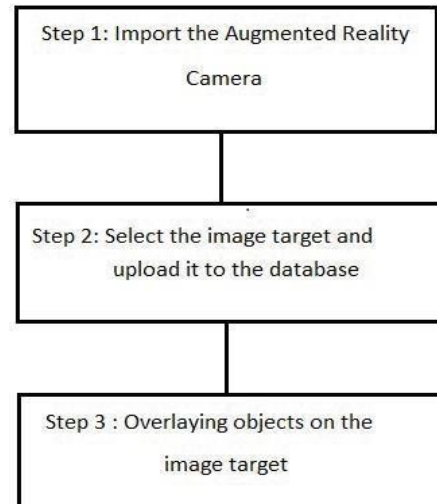 Step 1: Import the Augmented Reality
Camera
Step 2: Select the image target and
upload it to the database
Step 3 : Overlaying objects on the
image target